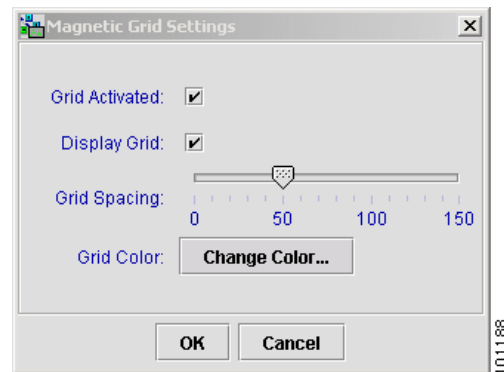 Magnetic Grid Settings
Grid Activated:
Display Grid:
Grid Spacing:
0 50 100 150
Grid Color: Change Color...
OK Cancel
101188